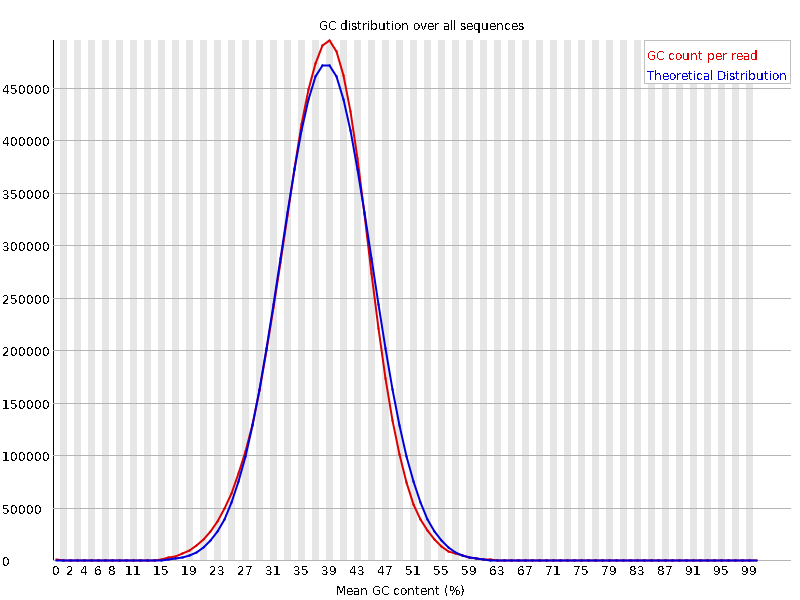 GC distribution over all sequences
GC count per read
Theoretical Distribution
450000
400000
350000
300000
250000
200000
150000
100000
50000
0
0 2 4 6 8 11 15 19 23 27 31 35 39 43 47 51 55 59 63 67 71 75 79 83 87 91 95 99
Mean GC content (%)